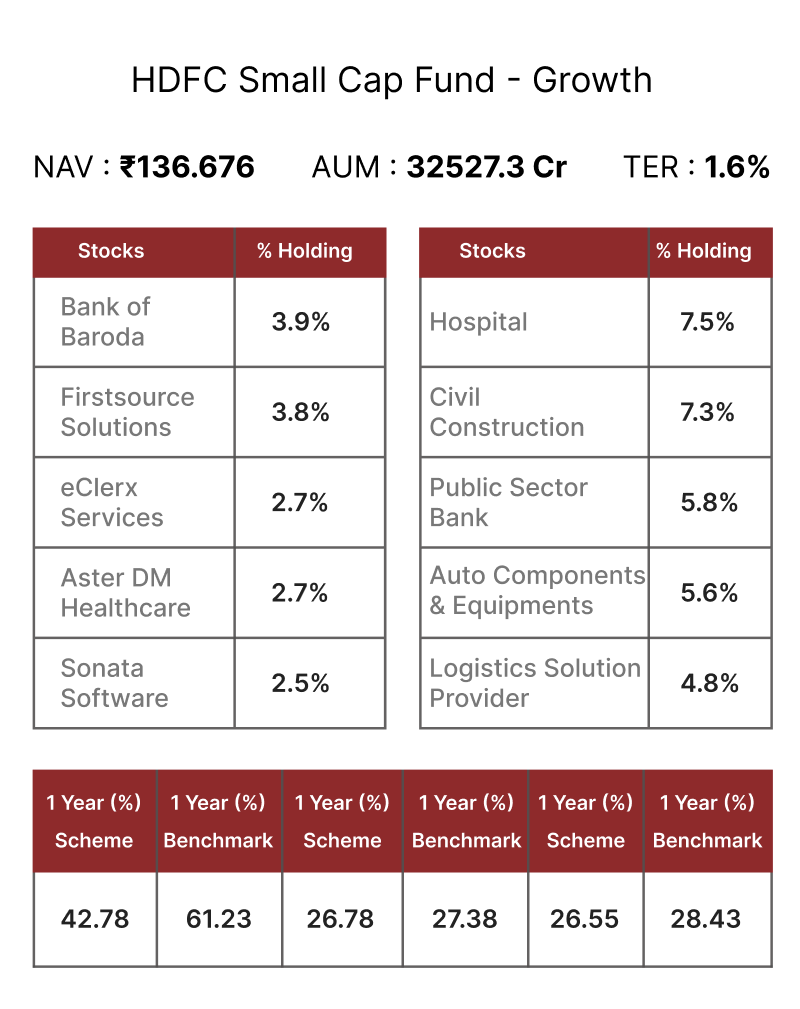 HDFC Small Cap Fund - Growth
NAV : ₹136.676 AUM : 32527.3 Cr TER : 1.6%
Stocks % Holding
Bank of
Baroda
3.9%
Firstsource
Solutions
3.8%
eClerx
Services
2.7%
Aster DM
Healthcare
2.7%
Sonata
Software
2.5%
Stocks % Holding
Hospital 7.5%
Civil
Construction
7.3%
Public Sector
Bank
5.8%
Auto Components
& Equipments
5.6%
Logistics Solution
Provider
4.8%
1 Year (%) 1 Year (%) 1 Year (%) 1 Year (%) 1 Year (%) 1 Year (%)
Scheme Benchmark Scheme Benchmark Scheme Benchmark
42.78 61.23 26.78 27.38 26.55 28.43